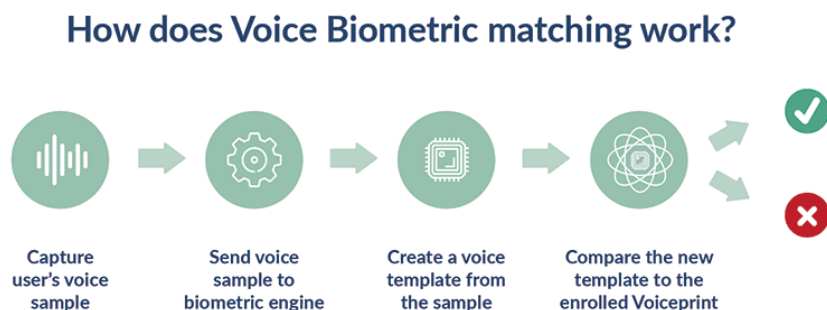 How does Voice Biometric matching work?
Capture
user's voice
sample
Send voice
sample to
biometric engine
Create a voice
template from
the sample
Compare the new
template to the
enrolled Voiceprint